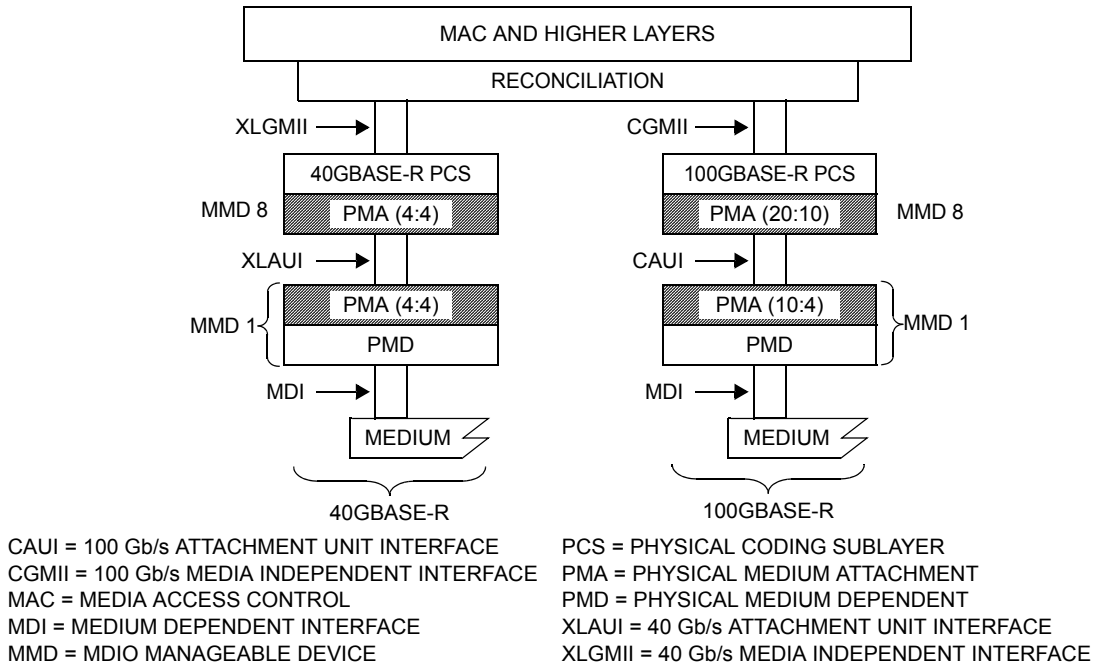 MAC AND HIGHER LAYERS
RECONCILIATION
XLGMII
CGMII
40GBASE-R PCS
100GBASE-R PCS
MMD 8
PMA (4:4)
PMA (20:10)
MMD 8
XLAUI
CAUI
PMA (4:4)
PMA (10:4)
MMD 1
MMD 1
PMD
PMD
MDI
MDI
MEDIUM
MEDIUM
40GBASE-R
100GBASE-R
CAUI = 100 Gb/s ATTACHMENT UNIT INTERFACE
CGMII = 100 Gb/s MEDIA INDEPENDENT INTERFACE
MAC = MEDIA ACCESS CONTROL
MDI = MEDIUM DEPENDENT INTERFACE
MMD = MDIO MANAGEABLE DEVICE
PCS = PHYSICAL CODING SUBLAYER
PMA = PHYSICAL MEDIUM ATTACHMENT
PMD = PHYSICAL MEDIUM DEPENDENT
XLAUI = 40 Gb/s ATTACHMENT UNIT INTERFACE
XLGMII = 40 Gb/s MEDIA INDEPENDENT INTERFACE